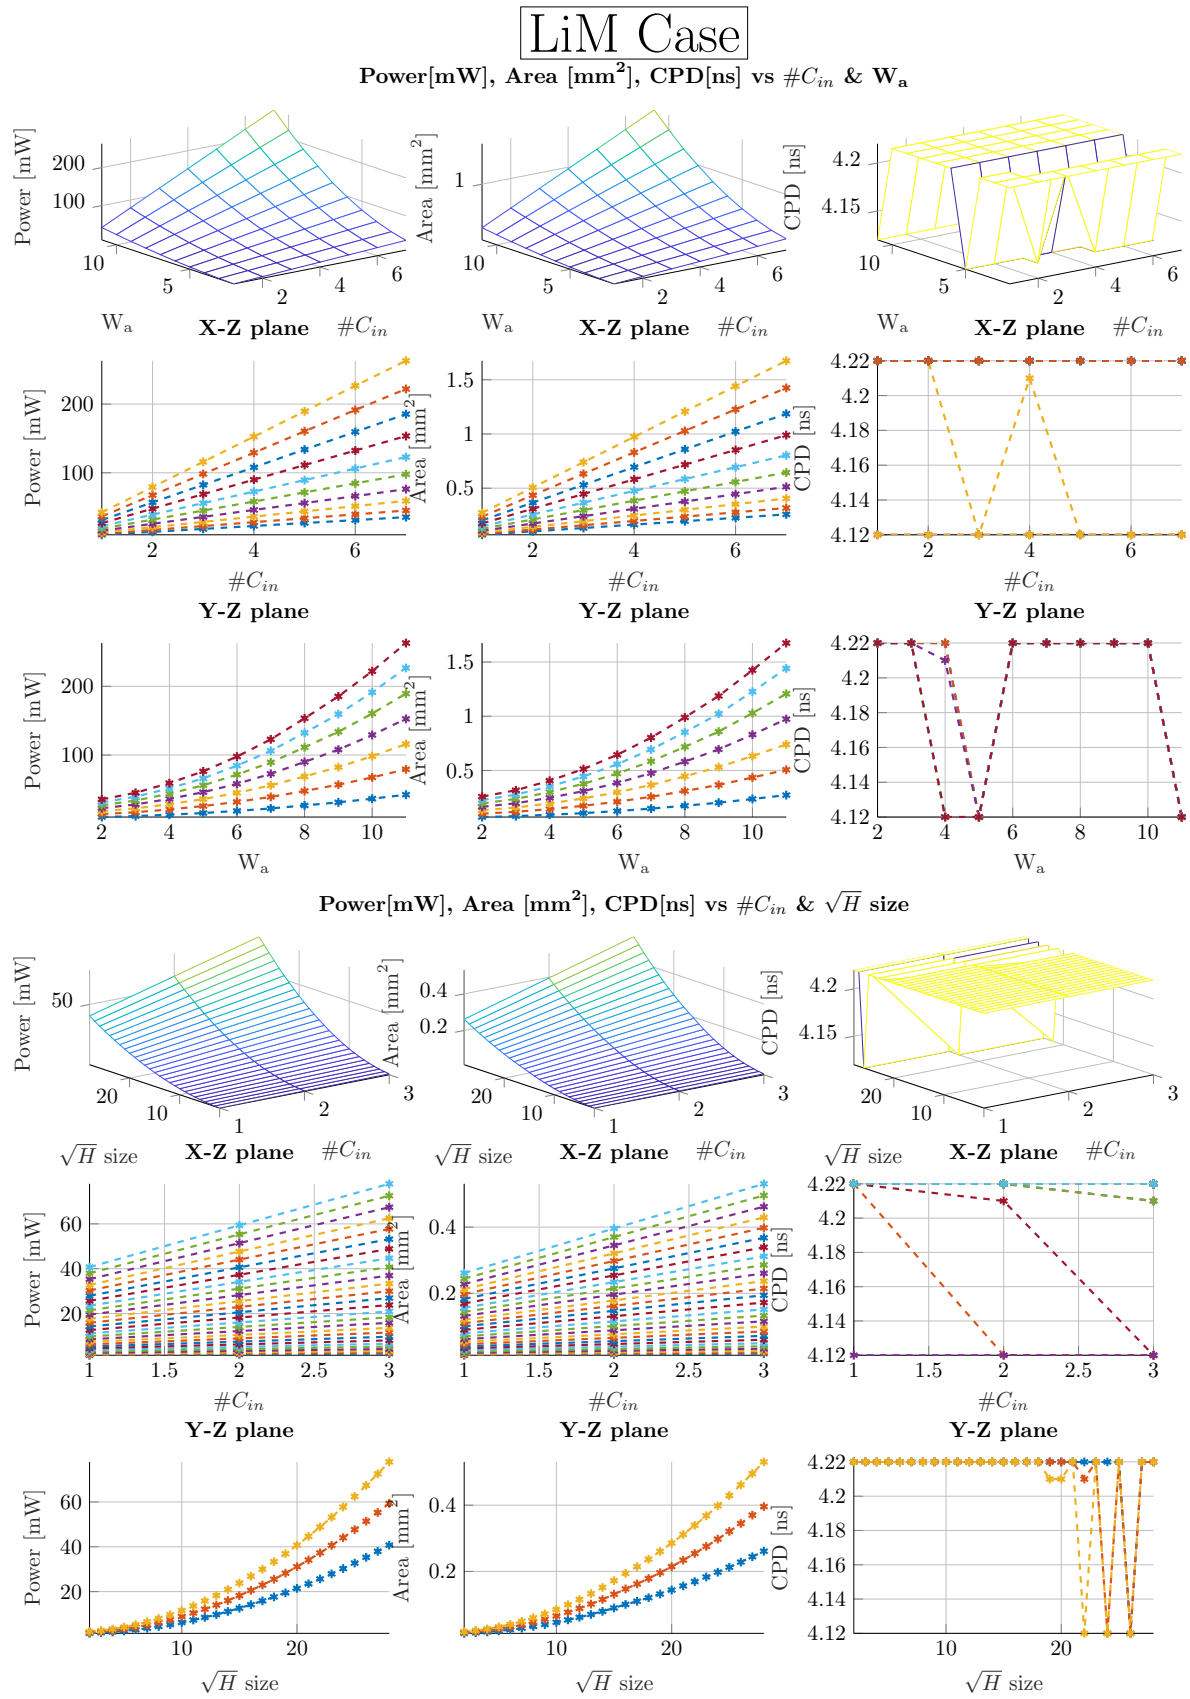 LiM Case
Power[mW], Area [mm²], CPD[ns] vs #C_in & W_a
Power [mW]
200
100
10
5
2
4
6
W_a
X-Z plane
#C_in
Area [mm²]
1
10
5
2
4
6
W_a
X-Z plane
#C_in
CPD [ns]
4.2
4.15
10
5
2
4
6
W_a
X-Z plane
#C_in
Power [mW]
200
100
2
4
6
#C_in
Area [mm²]
1.5
1
0.5
2
4
6
#C_in
CPD [ns]
4.22
4.2
4.18
4.16
4.14
4.12
2
4
6
#C_in
Y-Z plane
Y-Z plane
Y-Z plane
Power [mW]
200
100
2
4
6
8
10
W_a
Area [mm²]
1.5
1
0.5
2
4
6
8
10
W_a
CPD [ns]
4.22
4.2
4.18
4.16
4.14
4.12
2
4
6
8
10
W_a
Power[mW], Area [mm²], CPD[ns] vs #C_in & √H size
Power [mW]
50
20
10
1
2
3
√H size
X-Z plane
#C_in
Area [mm²]
0.4
0.2
20
10
1
2
3
√H size
X-Z plane
#C_in
CPD [ns]
4.2
4.15
20
10
1
2
3
√H size
X-Z plane
#C_in
Power [mW]
60
40
20
1
1.5
2
2.5
3
#C_in
Area [mm²]
0.4
0.2
1
1.5
2
2.5
3
#C_in
CPD [ns]
4.22
4.2
4.18
4.16
4.14
4.12
1
1.5
2
2.5
3
#C_in
Y-Z plane
Y-Z plane
Y-Z plane
Power [mW]
60
40
20
10
20
√H size
Area [mm²]
0.4
0.2
10
20
√H size
CPD [ns]
4.22
4.2
4.18
4.16
4.14
4.12
10
20
√H size